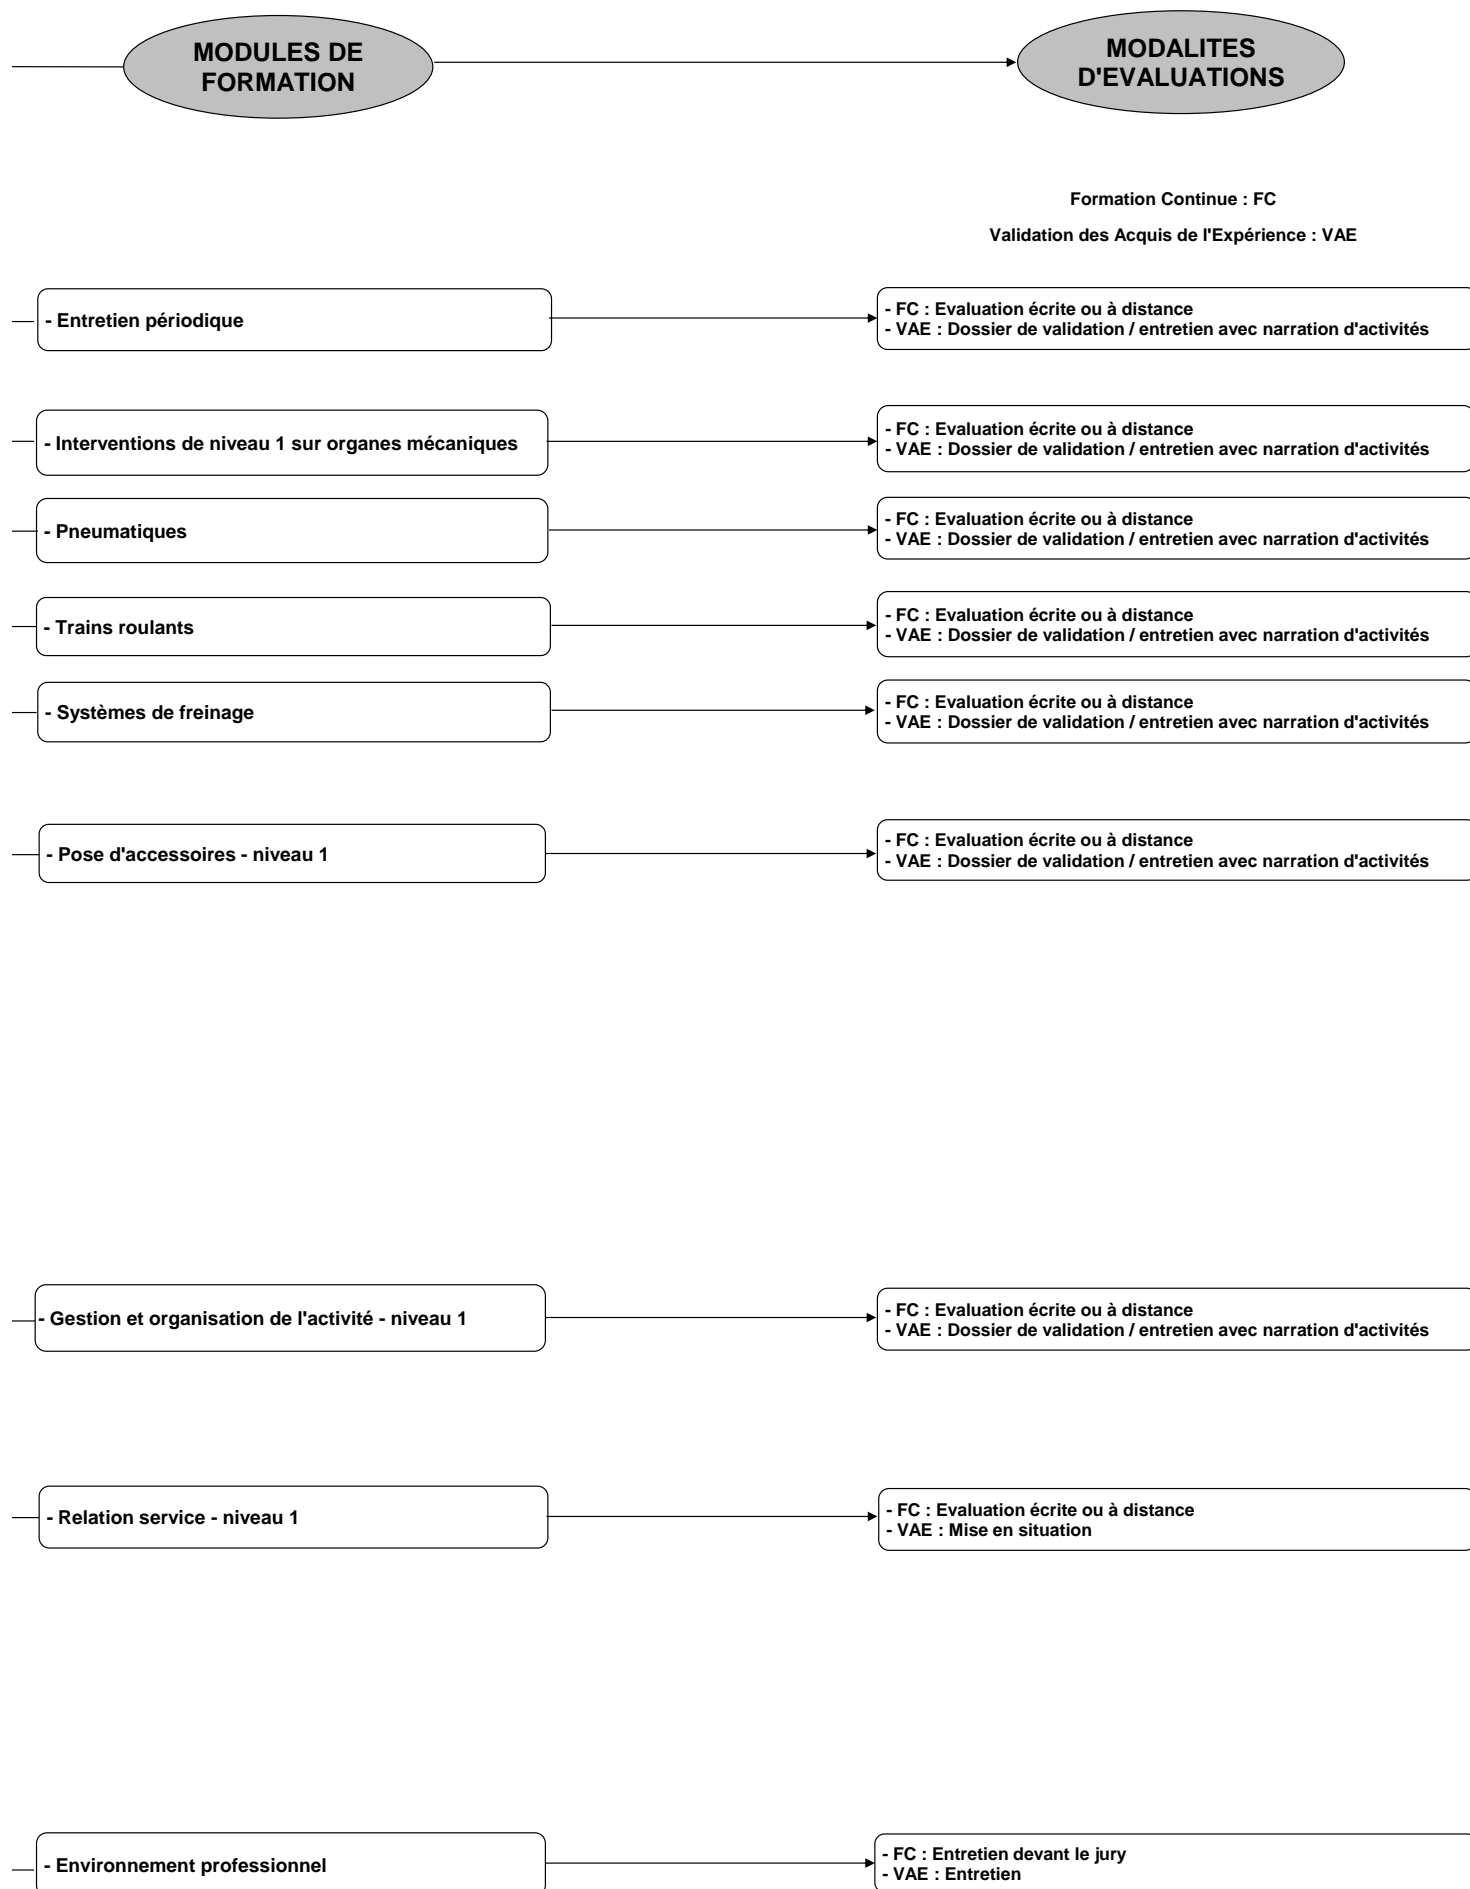 MODULES DE
FORMATION
MODALITES
D'EVALUATIONS
Formation Continue : FC
Validation des Acquis de l'Expérience : VAE
- Entretien périodique
- FC : Evaluation écrite ou à distance
- VAE : Dossier de validation / entretien avec narration d'activités
- Interventions de niveau 1 sur organes mécaniques
- FC : Evaluation écrite ou à distance
- VAE : Dossier de validation / entretien avec narration d'activités
- Pneumatiques
- FC : Evaluation écrite ou à distance
- VAE : Dossier de validation / entretien avec narration d'activités
- Trains roulants
- FC : Evaluation écrite ou à distance
- VAE : Dossier de validation / entretien avec narration d'activités
- Systèmes de freinage
- FC : Evaluation écrite ou à distance
- VAE : Dossier de validation / entretien avec narration d'activités
- Pose d'accessoires - niveau 1
- FC : Evaluation écrite ou à distance
- VAE : Dossier de validation / entretien avec narration d'activités
- Gestion et organisation de l'activité - niveau 1
- FC : Evaluation écrite ou à distance
- VAE : Dossier de validation / entretien avec narration d'activités
- Relation service - niveau 1
- FC : Evaluation écrite ou à distance
- VAE : Mise en situation
- Environnement professionnel
- FC : Entretien devant le jury
- VAE : Entretien